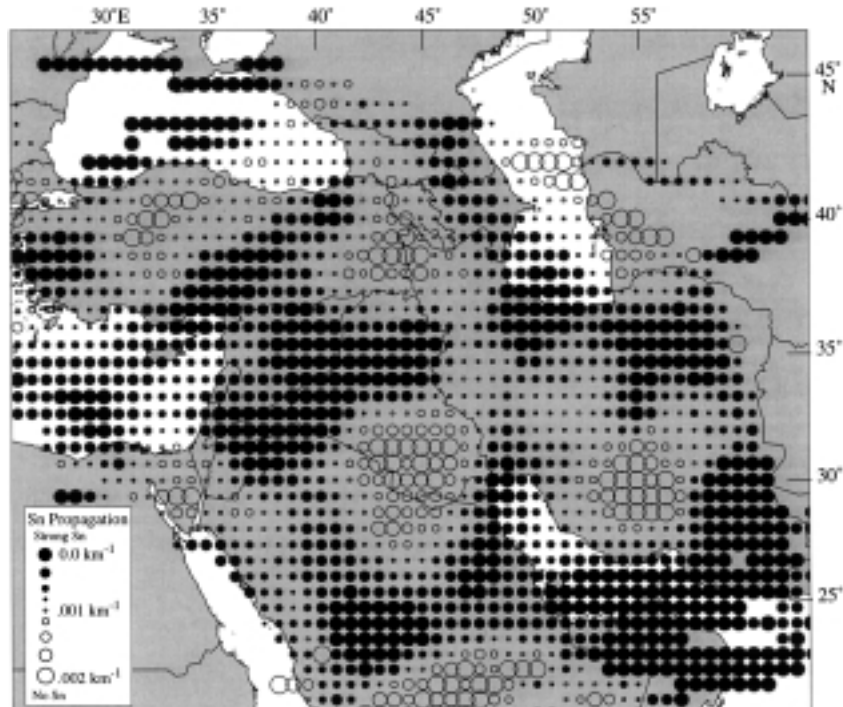 30°E 35° 40° 45° 50° 55°
45°
N
40°
35°
30°
25°
Sn Propagation
Strong Sn
0.0 km⁻¹
.001 km⁻¹
.002 km⁻¹
No Sn